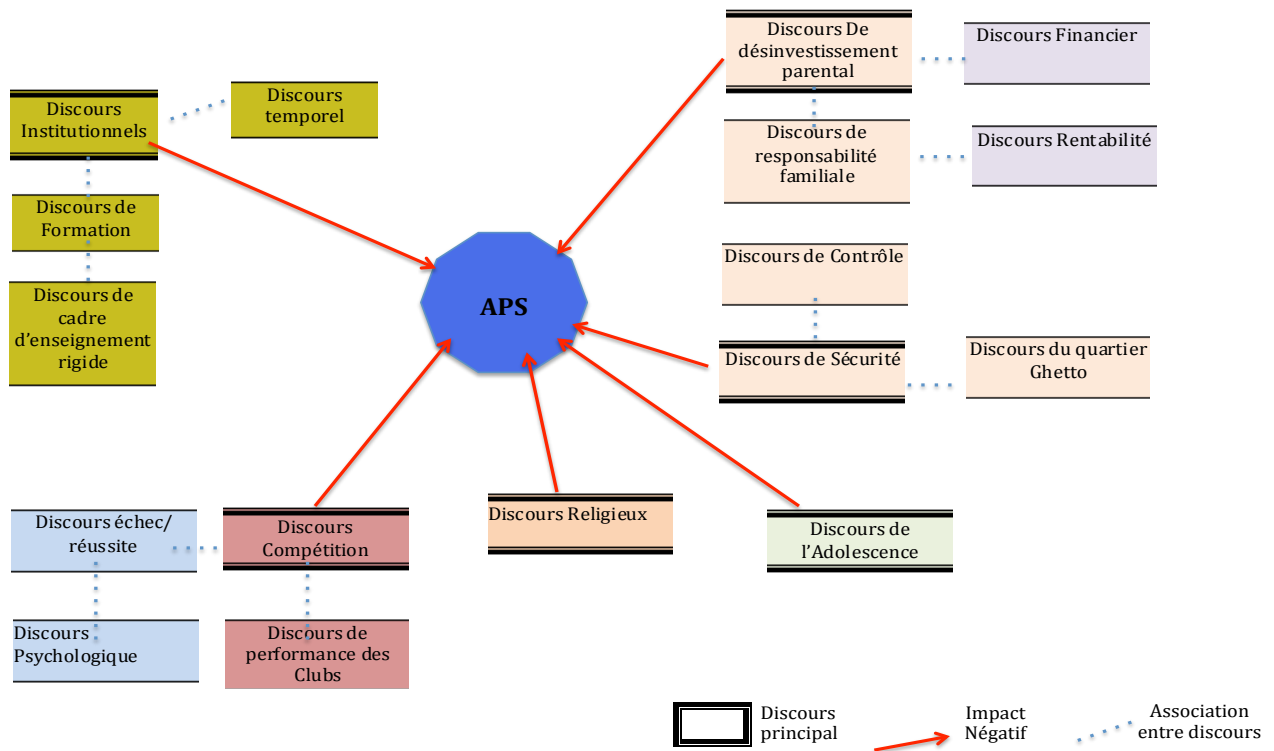 Discours De
désinvestissement
parental
Discours Financier
Discours
Institutionnels
Discours
temporel
Discours de
responsabilité
familiale
Discours Rentabilité
Discours de
Formation
Discours de Contrôle
Discours de
cadre
d’enseignement
rigide
APS
Discours de Sécurité
Discours du quartier
Ghetto
Discours échec/
réussite
Discours
Compétition
Discours Religieux
Discours de
l’Adolescence
Discours
Psychologique
Discours de
performance des
Clubs
Discours
principal
Impact
Négatif
Association
entre discours